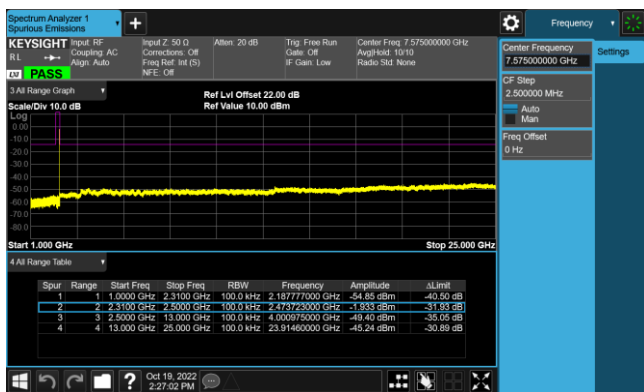 Spectrum Analyzer 1
Spurious Emissions
Frequency
KEYSIGHT Input: RF
Coupling: AC
Align: Auto
Input Z: 50 Ω
Corrections: Off
Freq Ref: Int (S)
NFE: Off
Atten: 20 dB
Trig: Free Run
Gate: Off
IF Gain: Low
Center Freq: 7.575000000 GHz
Avg|Hold: 10/10
Radio Std: None
R L
LXI PASS
Center Frequency
7.575000000 GHz
Settings
CF Step
2.500000 MHz
Auto
Man
Freq Offset
0 Hz
3 All Range Graph
Scale/Div 10.0 dB
Ref Lvl Offset 22.00 dB
Ref Value 10.00 dBm
Log
0.00
-10.0
-20.0
-30.0
-40.0
-50.0
-60.0
-70.0
-80.0
Start 1.000 GHz Stop 25.000 GHz
4 All Range Table
Spur Range Start Freq Stop Freq RBW Frequency Amplitude ΔLimit
1 1 1.0000 GHz 2.3100 GHz 100.0 kHz 2.187777000 GHz -54.85 dBm -40.50 dB
2 2 2.3100 GHz 2.5000 GHz 100.0 kHz 2.473723000 GHz -1.933 dBm -31.93 dB
3 3 2.5000 GHz 13.000 GHz 100.0 kHz 4.000975000 GHz -49.40 dBm -35.05 dB
4 4 13.000 GHz 25.000 GHz 100.0 kHz 23.91460000 GHz -45.24 dBm -30.89 dB
Oct 19, 2022
2:27:02 PM